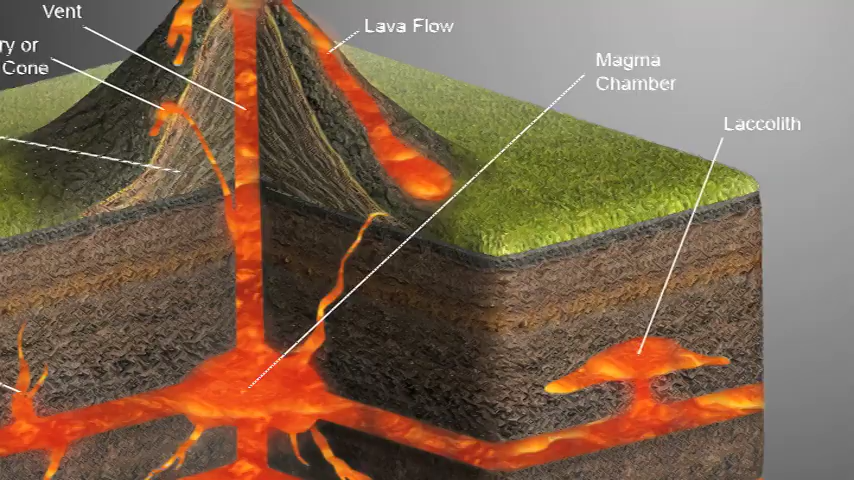 Vent
ry or
Cone
Lava Flow
Magma
Chamber
Laccolith